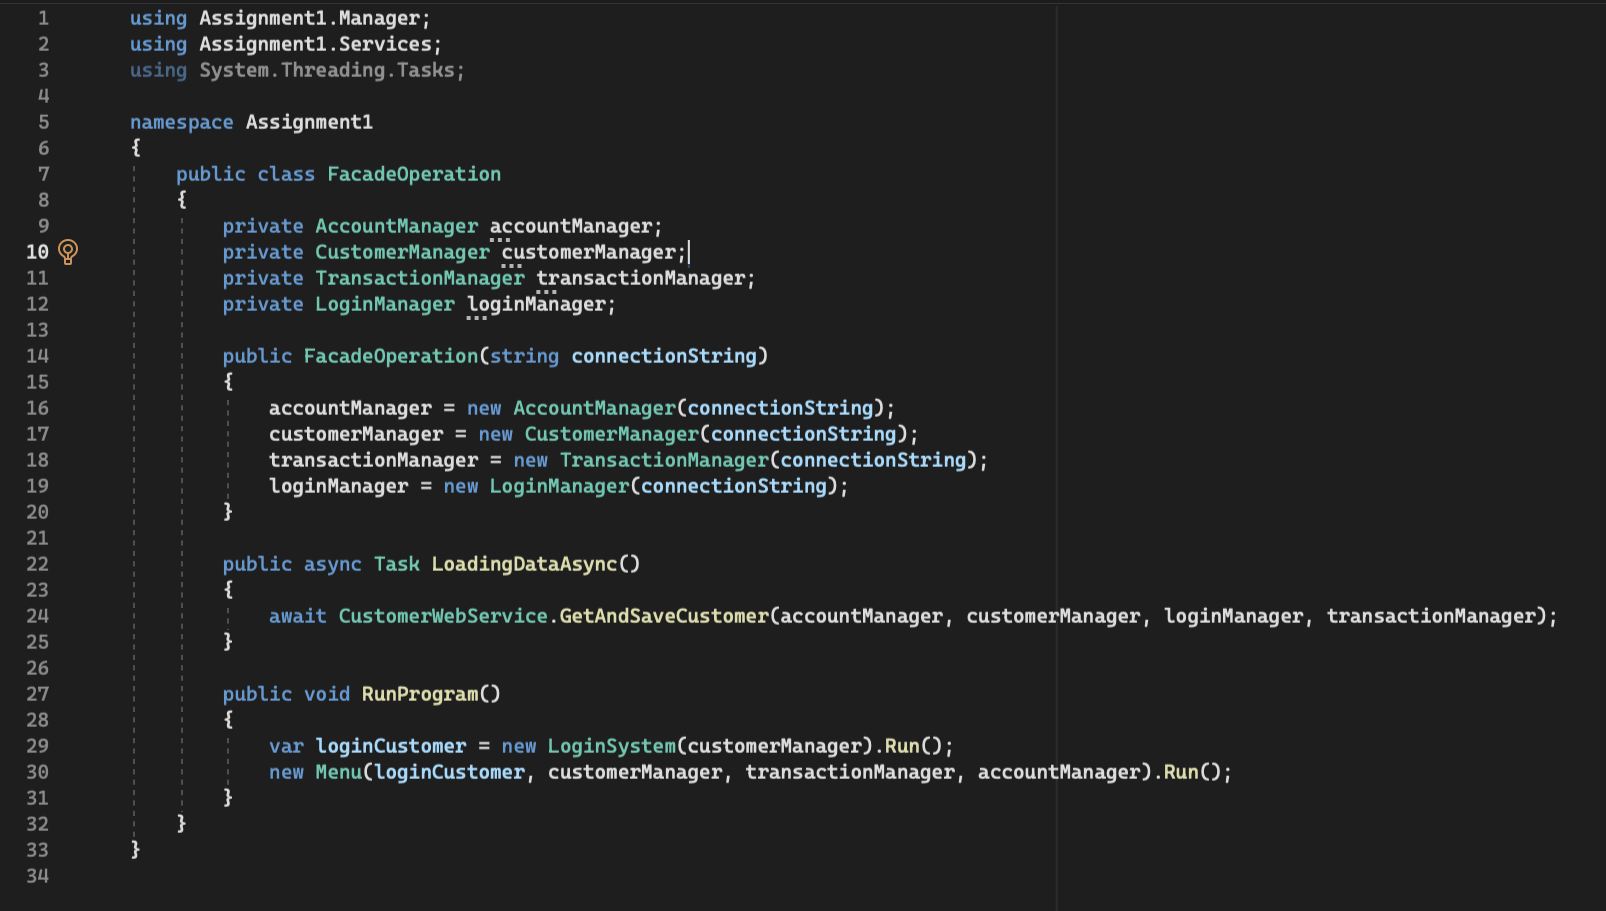 1 using Assignment1.Manager;
2 using Assignment1.Services;
3 using System.Threading.Tasks;
4
5 namespace Assignment1
6 {
7     public class FacadeOperation
8     {
9         private AccountManager accountManager;
10         private CustomerManager customerManager;
11         private TransactionManager transactionManager;
12         private LoginManager loginManager;
13
14         public FacadeOperation(string connectionString)
15         {
16             accountManager = new AccountManager(connectionString);
17             customerManager = new CustomerManager(connectionString);
18             transactionManager = new TransactionManager(connectionString);
19             loginManager = new LoginManager(connectionString);
20         }
21
22         public async Task LoadingDataAsync()
23         {
24             await CustomerWebService.GetAndSaveCustomer(accountManager, customerManager, loginManager, transactionManager);
25         }
26
27         public void RunProgram()
28         {
29             var loginCustomer = new LoginSystem(customerManager).Run();
30             new Menu(loginCustomer, customerManager, transactionManager, accountManager).Run();
31         }
32     }
33 }
34